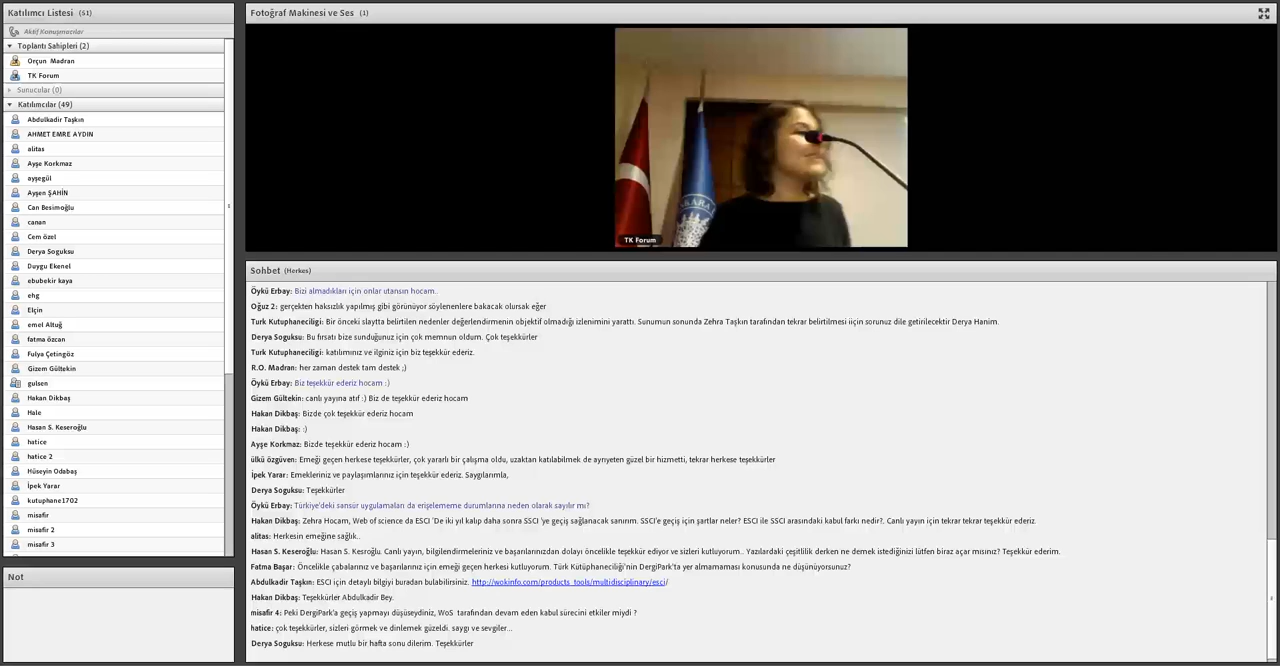 Katılımcı Listesi (51)
Aktif Konuşmacılar
Toplantı Sahipleri (2)
Orçun Madran
TK Forum
Sunucular (0)
Katılımcılar (49)
Abdulkadir Taşkın
AHMET EMRE AYDIN
alitas
Ayşe Korkmaz
ayşegül
Ayşen ŞAHİN
Can Besimoğlu
canan
Cem özel
Derya Soguksu
Duygu Ekenel
ebubekir kaya
ehg
Elçin
emel Altuğ
fatma özcan
Fulya Çetingöz
Gizem Gültekin
gulsen
Hakan Dikbaş
Hale
Hasan S. Keseroğlu
hatice
hatice 2
Hüseyin Odabaş
İpek Yarar
kutuphane1702
misafir
misafir 2
misafir 3
Not
Fotoğraf Makinesi ve Ses (1)
ANKARA
TK Forum
Sohbet (Herkes)
Öykü Erbay: Bizi almadıkları için onlar utansın hocam..
Oğuz 2: gerçekten haksızlık yapılmış gibi görünüyor söylenenlere bakacak olursak eğer
Turk Kutuphaneciligi: Bir önceki slaytta belirtilen nedenler değerlendirmenin objektif olmadığı izlenimini yarattı. Sunumun sonunda Zehra Taşkın tarafından tekrar belirtilmesi iiçin sorunuz dile getirilecektir Derya Hanim.
Derya Soguksu: Bu fırsatı bize sunduğunuz için çok memnun oldum. Çok teşekkürler
Turk Kutuphaneciligi: katılımınız ve ilginiz için biz teşekkür ederiz.
R.O. Madran: her zaman destek tam destek ;)
Öykü Erbay: Biz teşekkür ederiz hocam :)
Gizem Gültekin: canlı yayına atıf :) Biz de teşekkür ederiz hocam
Hakan Dikbaş: Bizde çok teşekkür ederiz hocam
Hakan Dikbaş: :)
Ayşe Korkmaz: Bizde teşekkür ederiz hocam :)
ülkü özgüven: Emeği geçen herkese teşekkürler, çok yararlı bir çalışma oldu, uzaktan katılabilmek de ayrıyeten güzel bir hizmetti, tekrar herkese teşekkürler
İpek Yarar: Emekleriniz ve paylaşımlarınız için teşekkür ederiz. Saygılarımla,
Derya Soguksu: Teşekkürler
Öykü Erbay: Türkiye'deki sansür uygulamaları da erişelememe durumlarına neden olarak sayılır mı?
Hakan Dikbaş: Zehra Hocam, Web of science da ESCI 'De iki yıl kalıp daha sonra SSCI 'ye geçiş sağlanacak sanırım. SSCI'e geçiş için şartlar neler? ESCI ile SSCI arasındaki kabul farkı nedir?. Canlı yayın için tekrar tekrar teşekkür ederiz.
alitas: Herkesin emeğine sağlık..
Hasan S. Keseroğlu: Hasan S. Kesroğlu. Canlı yayın, bilgilendirmeleriniz ve başarılarınızdan dolayı öncelikle teşekkür ediyor ve sizleri kutluyorum.. Yazılardaki çeşitlilik derken ne demek istediğinizi lütfen biraz açar mısınız? Teşekkür ederim.
Fatma Başar: Öncelikle çabalarınız ve başarılarınız için emeği geçen herkesi kutluyorum. Türk Kütüphaneciliği'nin DergiPark'ta yer almamaması konusunda ne düşünüyorsunuz?
Abdulkadir Taşkın: ESCI için detaylı bilgiyi buradan bulabilirsiniz. http://wokinfo.com/products_tools/multidisciplinary/esci/
Hakan Dikbaş: Teşekkürler Abdulkadir Bey.
misafir 4: Peki DergiPark'a geçiş yapmayı düşüseydiniz, WoS tarafından devam eden kabul sürecini etkiler miydi ?
hatice: çok teşekkürler, sizleri görmek ve dinlemek güzeldi. saygı ve sevgiler...
Derya Soguksu: Herkese mutlu bir hafta sonu dilerim. Teşekkürler